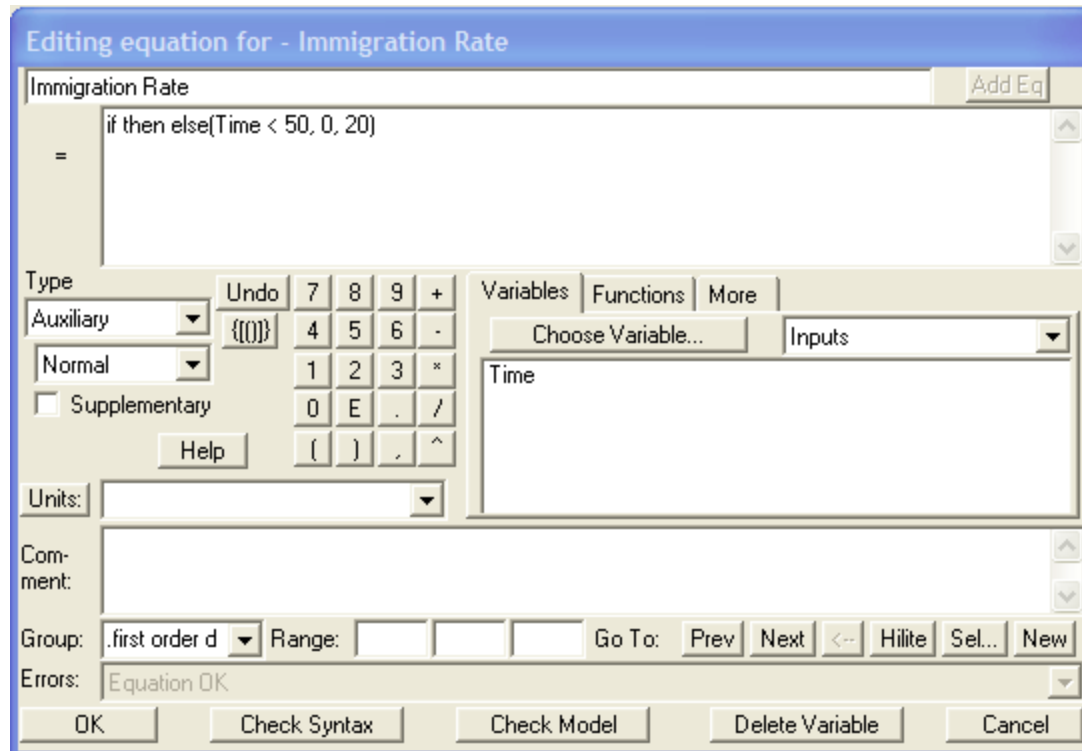 Editing equation for - Immigration Rate
Immigration Rate Add Eq
= if then else(Time < 50, 0, 20)
Type
Undo 7 8 9 + Variables Functions More
Auxiliary {[()]} 4 5 6 - Choose Variable... Inputs
Normal 1 2 3 * Time
Supplementary 0 E . /
Help ( ) , ^
Units:
Com-
ment:
Group: .first order d Range: Go To: Prev Next <-- Hilite Sel... New
Errors: Equation OK
OK Check Syntax Check Model Delete Variable Cancel